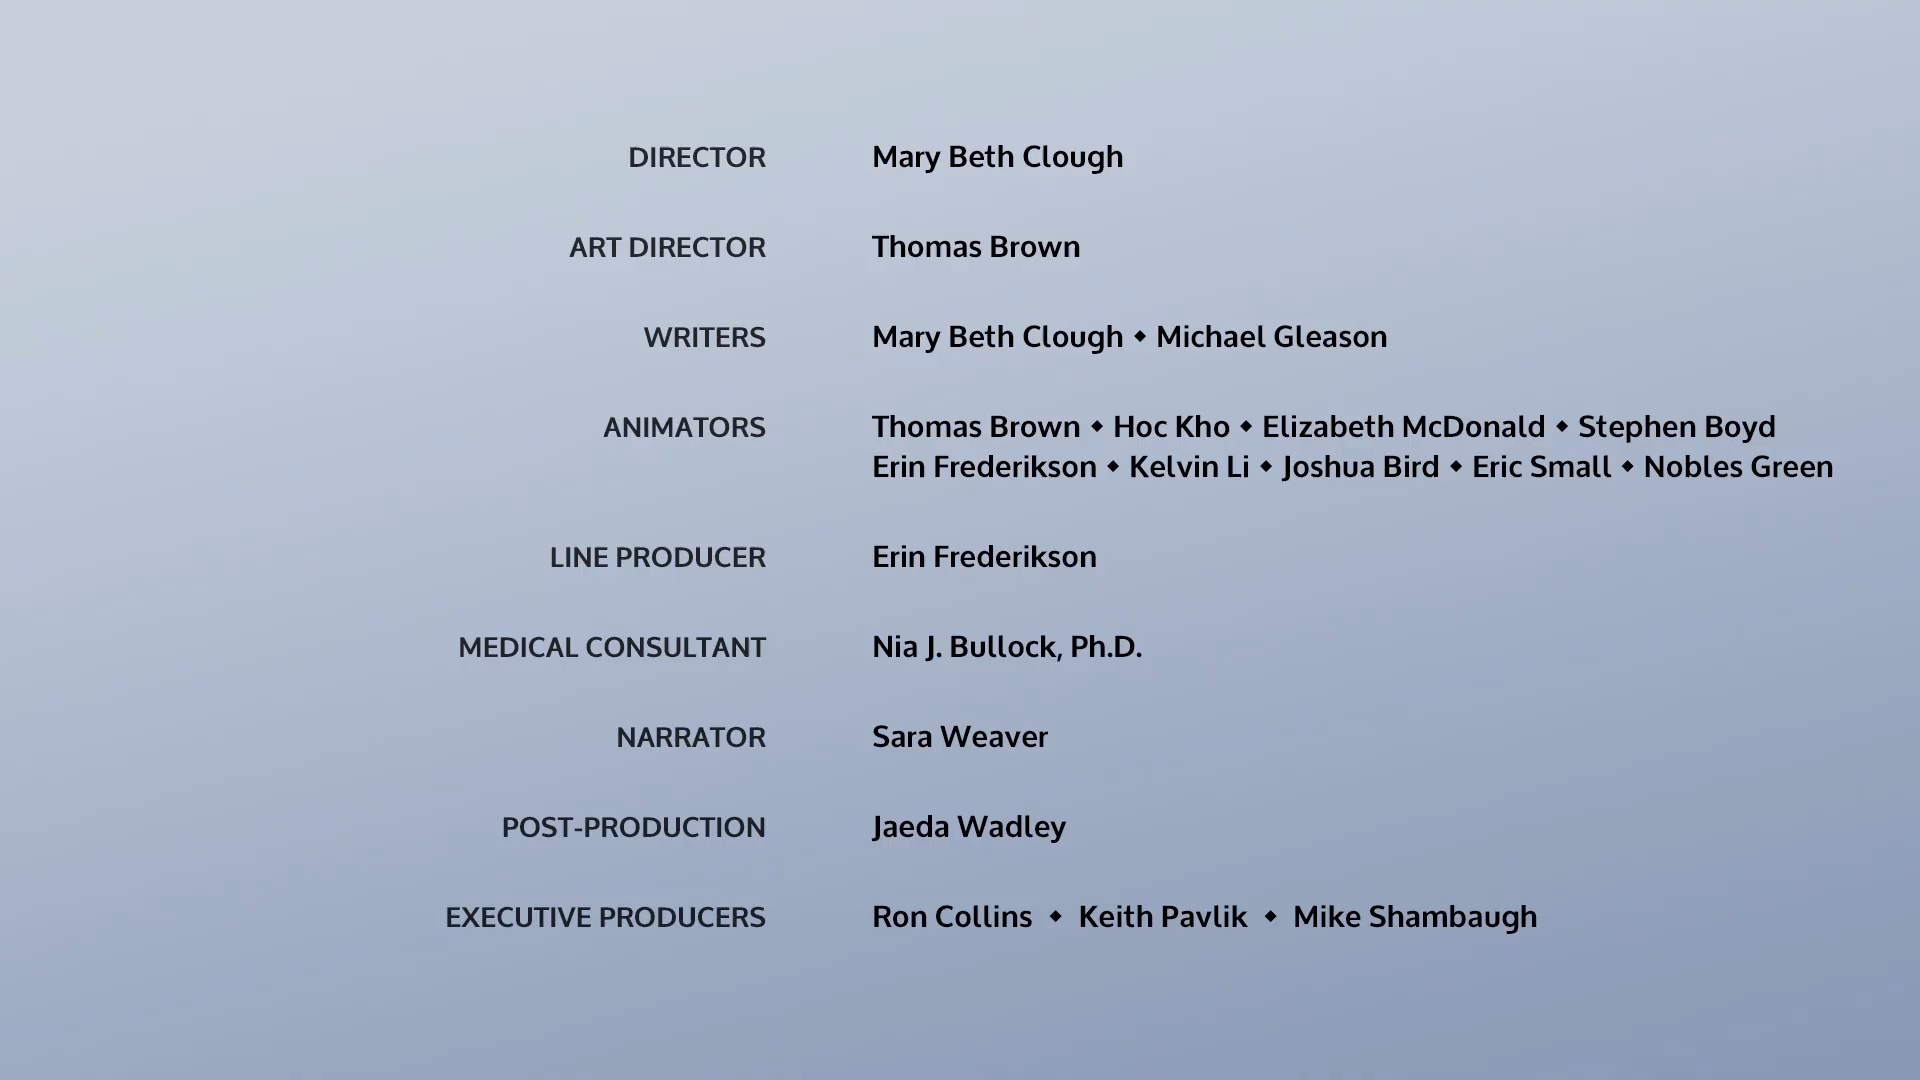 DIRECTOR Mary Beth Clough
ART DIRECTOR Thomas Brown
WRITERS Mary Beth Clough • Michael Gleason
ANIMATORS Thomas Brown • Hoc Kho • Elizabeth McDonald • Stephen Boyd
Erin Frederikson • Kelvin Li • Joshua Bird • Eric Small • Nobles Green
LINE PRODUCER Erin Frederikson
MEDICAL CONSULTANT Nia J. Bullock, Ph.D.
NARRATOR Sara Weaver
POST-PRODUCTION Jaeda Wadley
EXECUTIVE PRODUCERS Ron Collins • Keith Pavlik • Mike Shambaugh